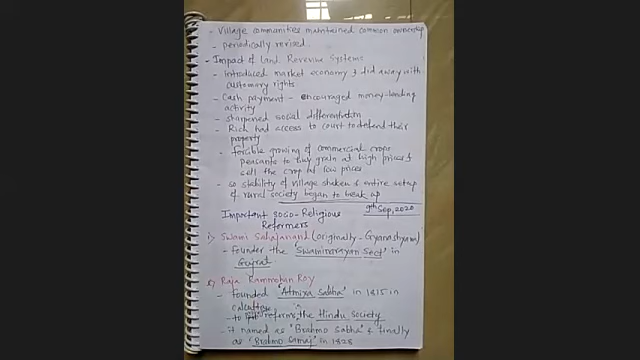 - Village communities maintained common ownership
- periodically revised.
- Impact of Land Revenue Systems
- introduced market economy & did away with
customary rights
- Cash payment - encouraged money-lending
activity
- sharpened social differentiation
- Rich had access to court to defend their
property
- forcible growing of commercial crops
peasants to buy grain at high prices &
sell the crop at low prices
- so stability of village shaken & entire setup
of rural society began to break up
9th Sep, 2020
Important Socio-Religious
Reformers
1) Swami Sahajanand (originally - Gyanashyam)
- founder the 'Swaminarayan Sect' in
Gujrat
2) Raja Rammohan Roy
- founded 'Atmiya Sabha' in 1815 in
Calcutta
- to reforms the Hindu Society
- it named as 'Brahmo Sabha' & finally
as 'Brahmo Samaj' in 1828